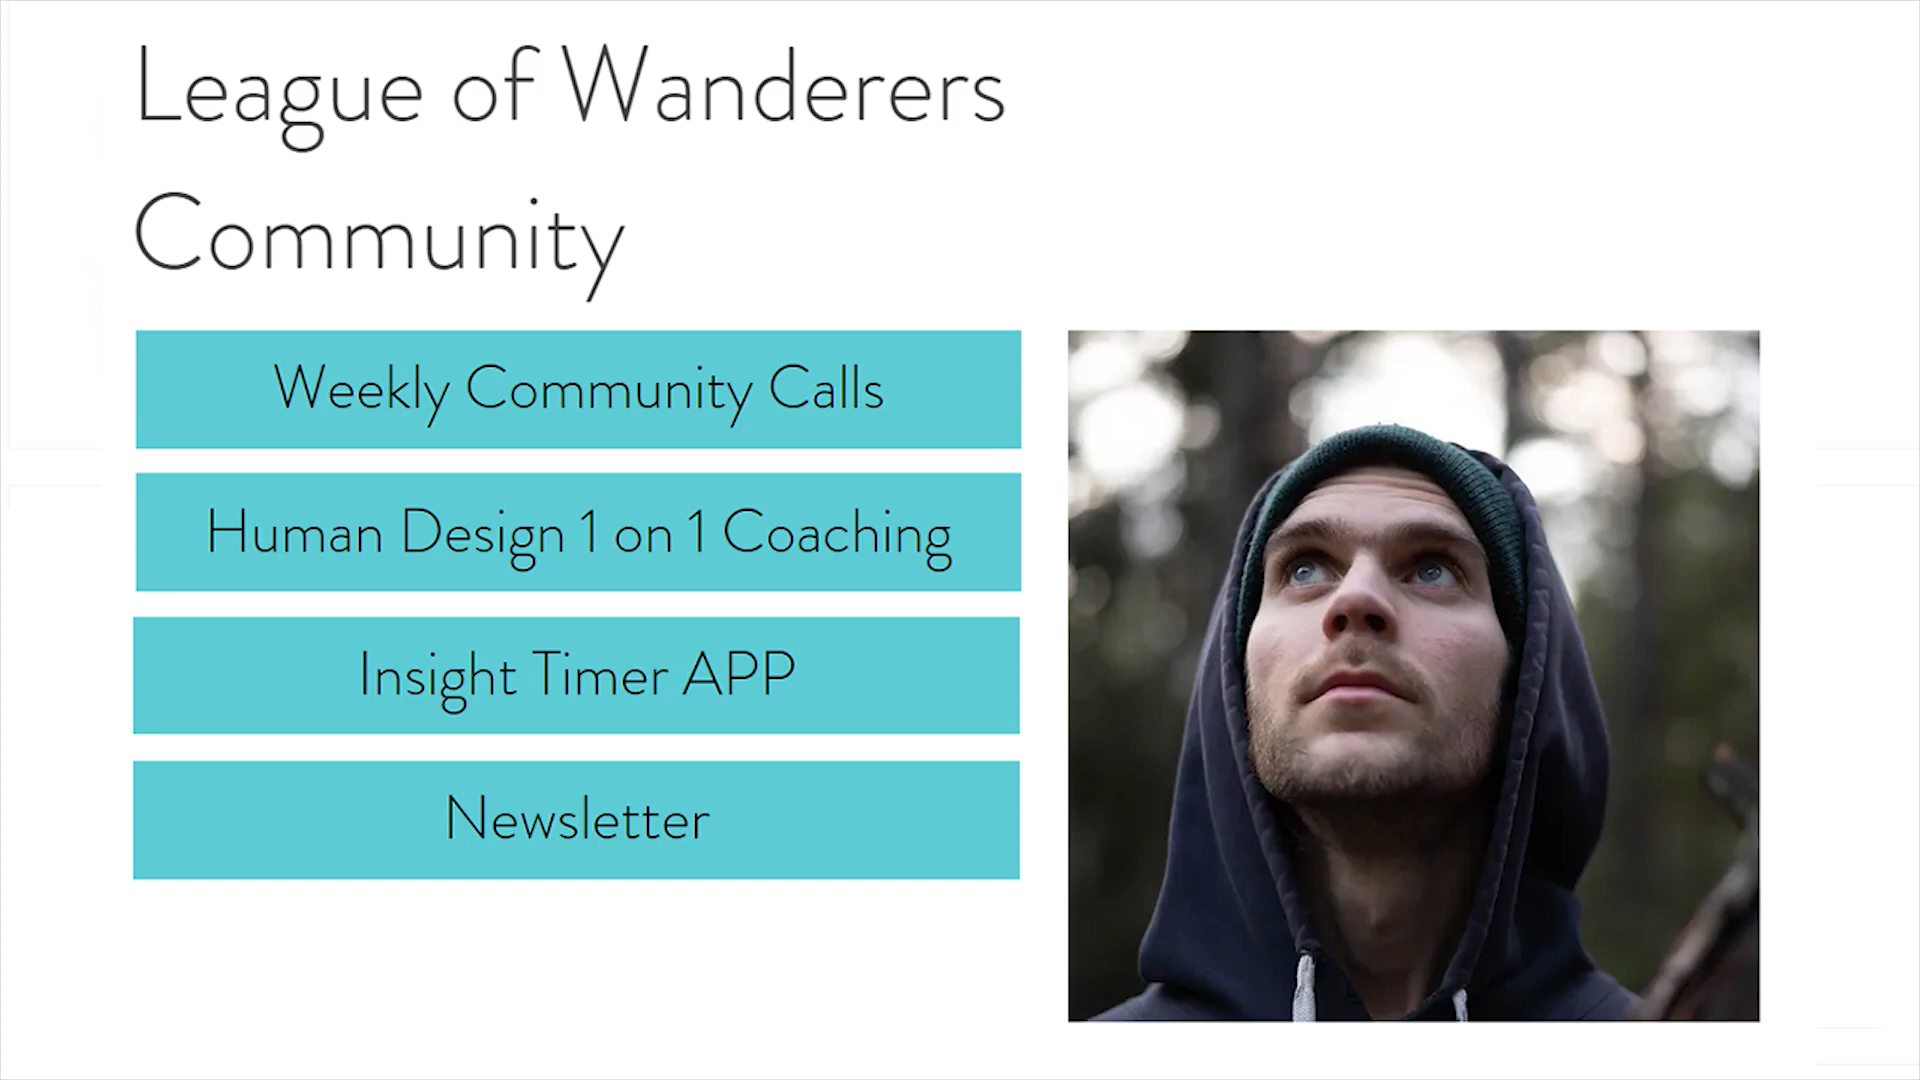 League of Wanderers
Community
Weekly Community Calls
Human Design 1 on 1 Coaching
Insight Timer APP
Newsletter